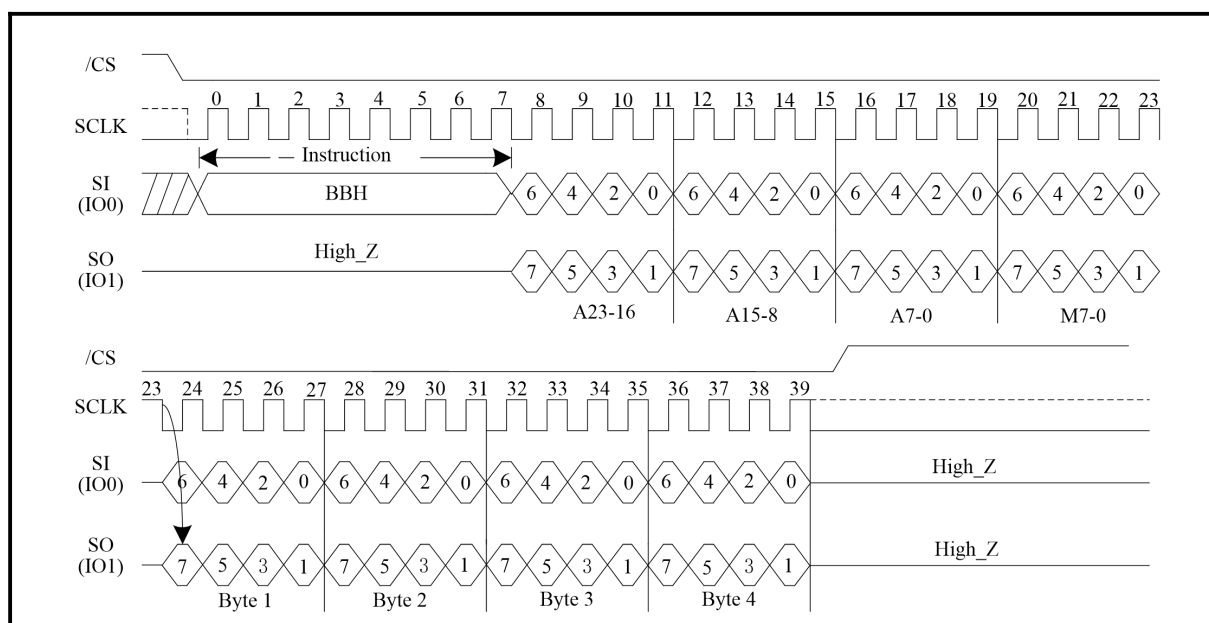 /CS
0 1 2 3 4 5 6 7 8 9 10 11 12 13 14 15 16 17 18 19 20 21 22 23
SCLK
Instruction
SI
(IO0)
BBH
6 4 2 0 6 4 2 0 6 4 2 0 6 4 2 0
SO
(IO1)
High_Z
7 5 3 1 7 5 3 1 7 5 3 1 7 5 3 1
A23-16 A15-8 A7-0 M7-0
/CS
23 24 25 26 27 28 29 30 31 32 33 34 35 36 37 38 39
SCLK
SI
(IO0)
6 4 2 0 6 4 2 0 6 4 2 0 6 4 2 0
High_Z
SO
(IO1)
7 5 3 1 7 5 3 1 7 5 3 1 7 5 3 1
High_Z
Byte 1 Byte 2 Byte 3 Byte 4